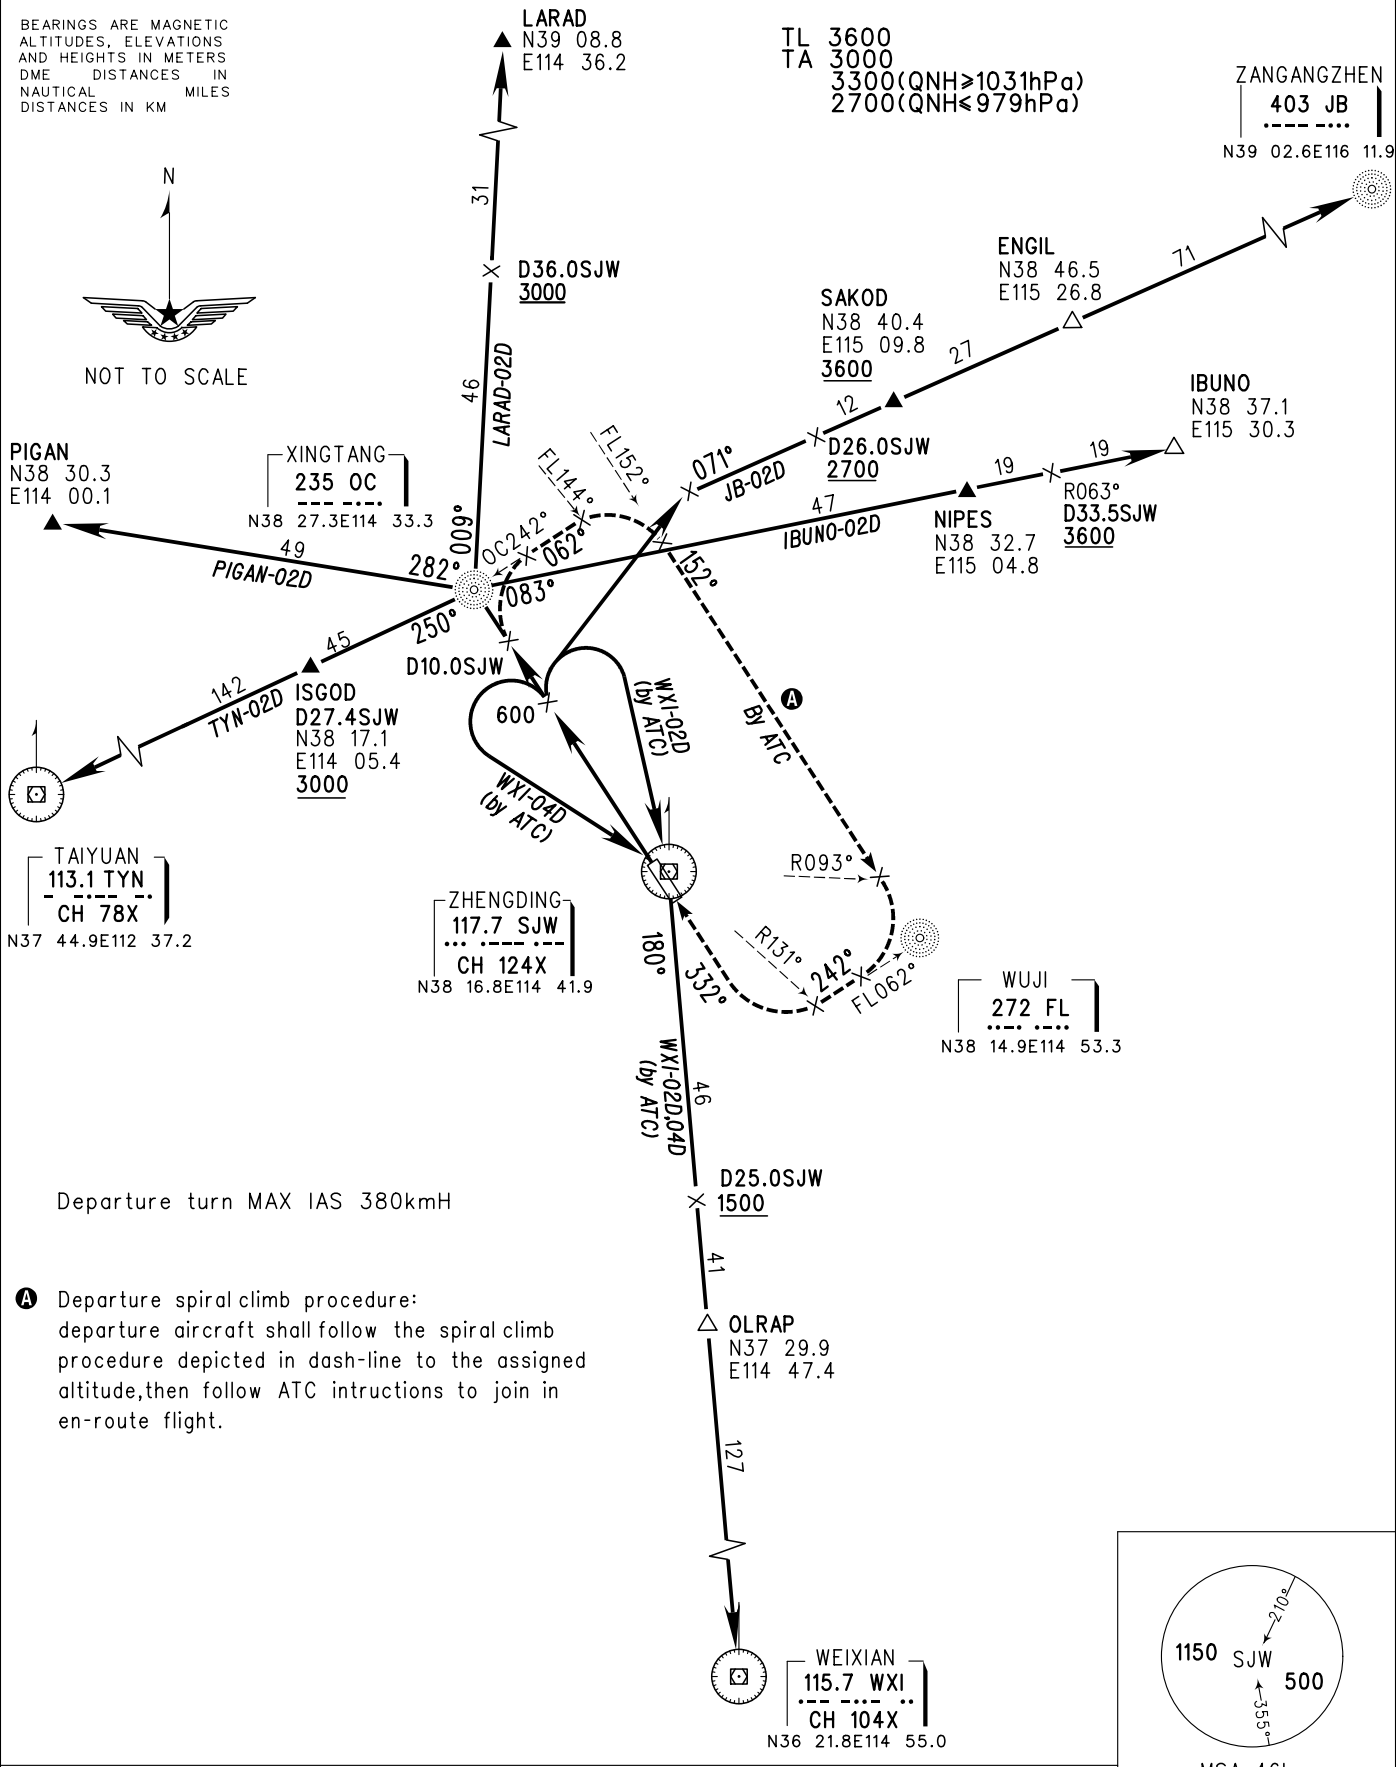 BEARINGS ARE MAGNETIC
ALTITUDES, ELEVATIONS
AND HEIGHTS IN METERS
DME DISTANCES IN
NAUTICAL MILES
DISTANCES IN KM
LARAD
N39 08.8
E114 36.2
TL 3600
TA 3000
3300(QNH≥1031hPa)
2700(QNH≤979hPa)
ZANGANGZHEN
403 JB
N39 02.6E116 11.9
N
NOT TO SCALE
31
D36.0SJW
3000
46
LARAD-02D
71
ENGIL
N38 46.5
E115 26.8
SAKOD
N38 40.4
E115 09.8
3600
27
12
D26.0SJW
2700
071°
JB-02D
IBUNO
N38 37.1
E115 30.3
19
19
R063°
D33.5SJW
3600
NIPES
N38 32.7
E115 04.8
47
IBUNO-02D
PIGAN
N38 30.3
E114 00.1
XINGTANG
235 OC
N38 27.3E114 33.3
49
PIGAN-02D
282°
009°
OC242°
FL144°
FL152°
062°
083°
152°
250°
45
142
TYN-02D
ISGOD
D27.4SJW
N38 17.1
E114 05.4
3000
D10.0SJW
600
WXI-02D
(by ATC)
WXI-04D
(by ATC)
A
By ATC
TAIYUAN
113.1 TYN
CH 78X
N37 44.9E112 37.2
ZHENGDING
117.7 SJW
CH 124X
N38 16.8E114 41.9
R093°
R131°
242°
FL062°
332°
180°
WUJI
272 FL
N38 14.9E114 53.3
WXI-02D,04D
(by ATC)
46
D25.0SJW
1500
41
OLRAP
N37 29.9
E114 47.4
127
Departure turn MAX IAS 380kmH
A Departure spiral climb procedure:
departure aircraft shall follow the spiral climb
procedure depicted in dash-line to the assigned
altitude,then follow ATC intructions to join in
en-route flight.
WEIXIAN
115.7 WXI
CH 104X
N36 21.8E114 55.0
210°
1150
SJW
500
355°